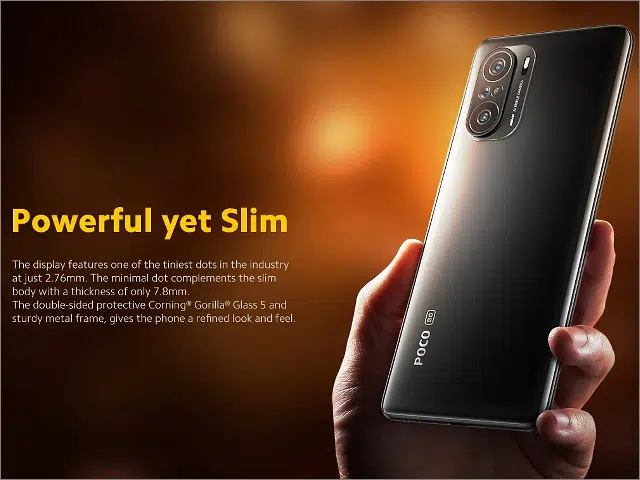 Powerful yet Slim
The display features one of the tiniest dots in the industry
at just 2.76mm. The minimal dot complements the slim
body with a thickness of only 7.8mm.
The double-sided protective Corning® Gorilla® Glass 5 and
sturdy metal frame, gives the phone a refined look and feel.
POCO 5G